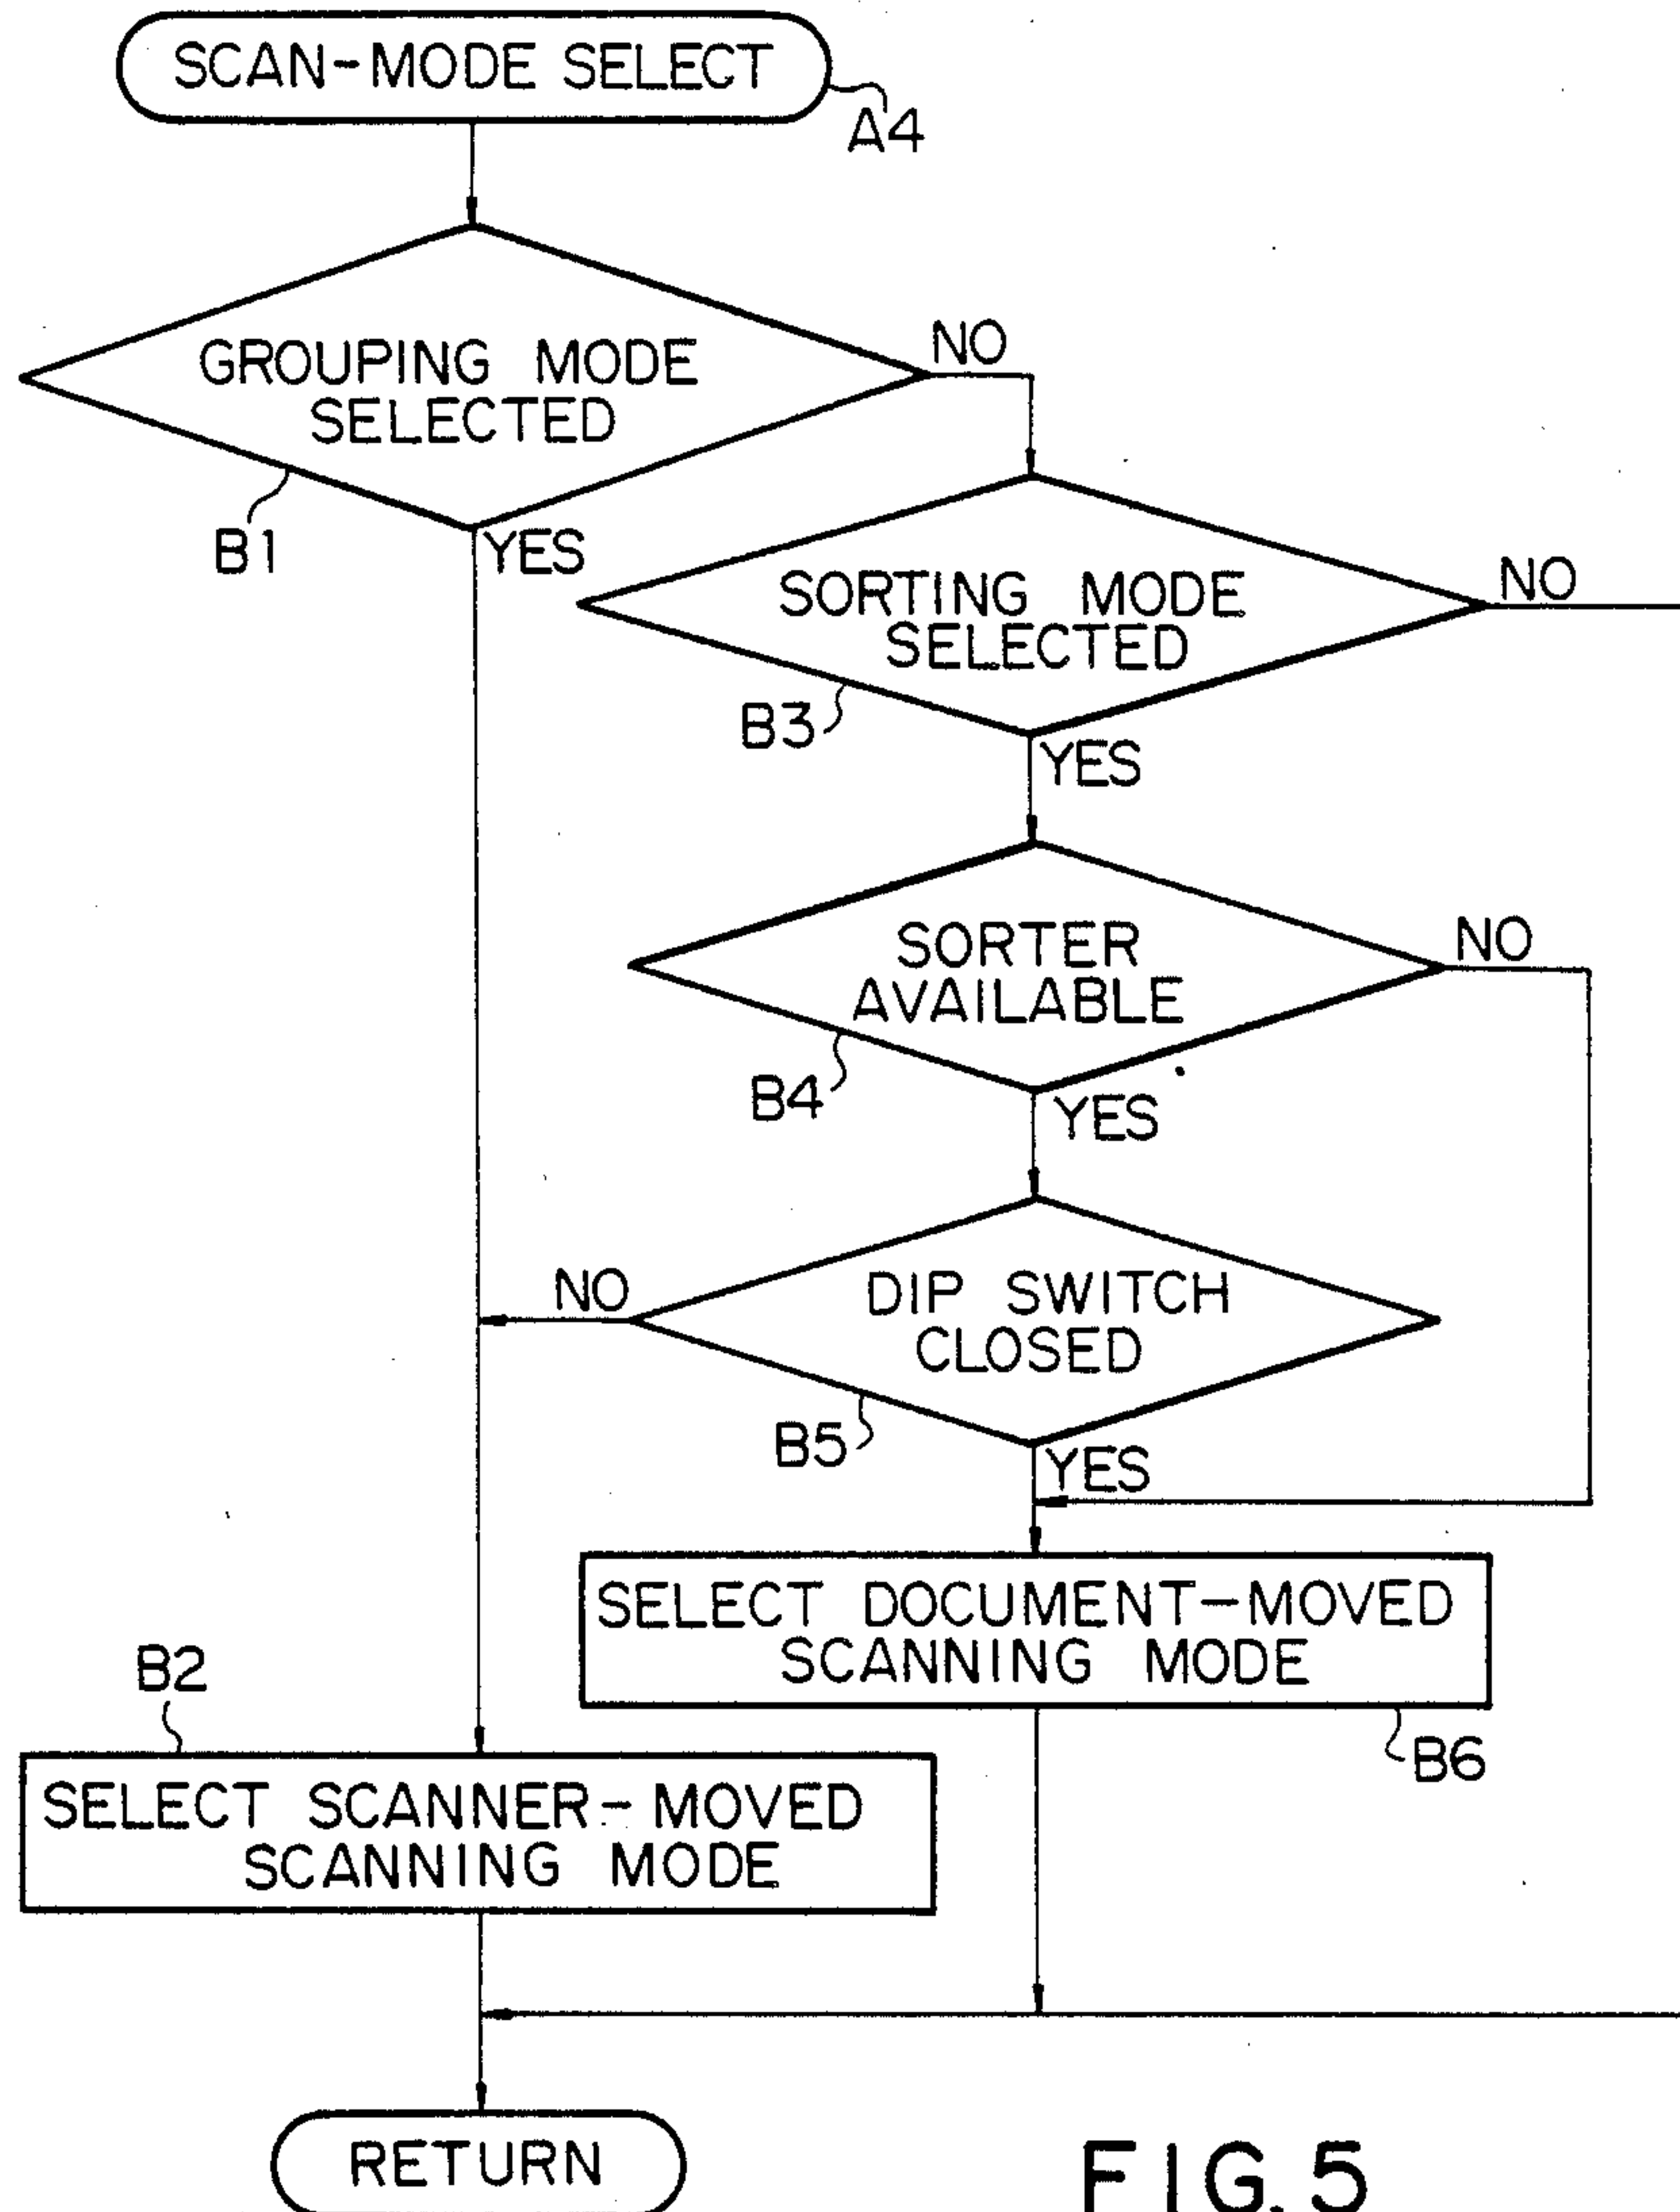 SCAN-MODE SELECT
A4
GROUPING MODE
SELECTED
NO
B1
YES
SORTING MODE
SELECTED
NO
B3
YES
SORTER
AVAILABLE
NO
B4
YES
DIP SWITCH
CLOSED
NO
B5
YES
SELECT DOCUMENT-MOVED
SCANNING MODE
B6
B2
SELECT SCANNER-MOVED
SCANNING MODE
RETURN
FIG. 5